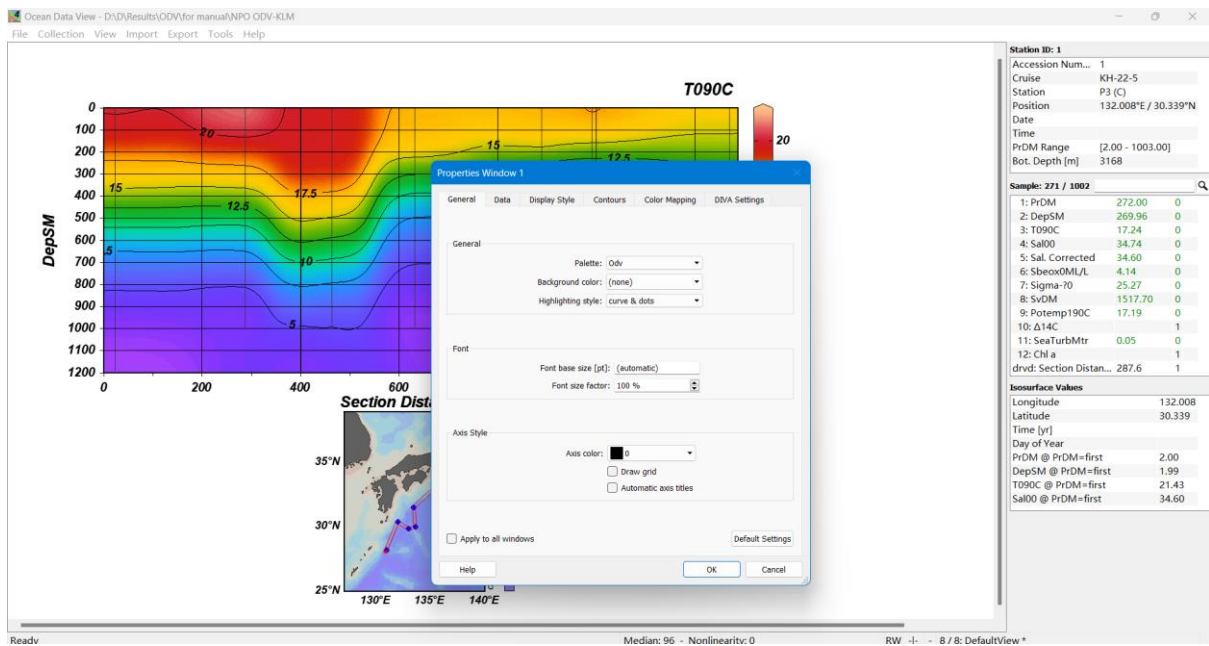 Ocean Data View - D:\D\Results\ODV\for manual\NPO ODV-KLM
File Collection View Import Export Tools Help
T090C
0
100
200
300
400
500
600
700
800
900
1000
1100
1200
DepSM
20
15
12.5
15
17.5
12.5
.5
10
5
20
0 200 400 600
Section Dist
35°N
30°N
25°N
130°E 135°E 140°E
Properties Window 1
General Data Display Style Contours Color Mapping DIVA Settings
General
Palette: Odv
Background color: (none)
Highlighting style: curve & dots
Font
Font base size [pt]: (automatic)
Font size factor: 100 %
Axis Style
Axis color: 0
Draw grid
Automatic axis titles
Apply to all windows
Default Settings
Help OK Cancel
Station ID: 1
Accession Num... 1
Cruise KH-22-5
Station P3 (C)
Position 132.008°E / 30.339°N
Date
Time
PrDM Range [2.00 - 1003.00]
Bot. Depth [m] 3168
Sample: 271 / 1002
1: PrDM 272.00 0
2: DepSM 269.96 0
3: T090C 17.24 0
4: Sal00 34.74 0
5: Sal. Corrected 34.60 0
6: Sbeox0ML/L 4.14 0
7: Sigma-?0 25.27 0
8: SvDM 1517.70 0
9: Potemp190C 17.19 0
10: Δ14C 1
11: SeaTurbMtr 0.05 0
12: Chl a 1
drvd: Section Distan... 287.6 1
Isosurface Values
Longitude 132.008
Latitude 30.339
Time [yr]
Day of Year
PrDM @ PrDM=first 2.00
DepSM @ PrDM=first 1.99
T090C @ PrDM=first 21.43
Sal00 @ PrDM=first 34.60
Ready
Median: 96 - Nonlinearity: 0
RW -|- - 8 / 8: DefaultView *